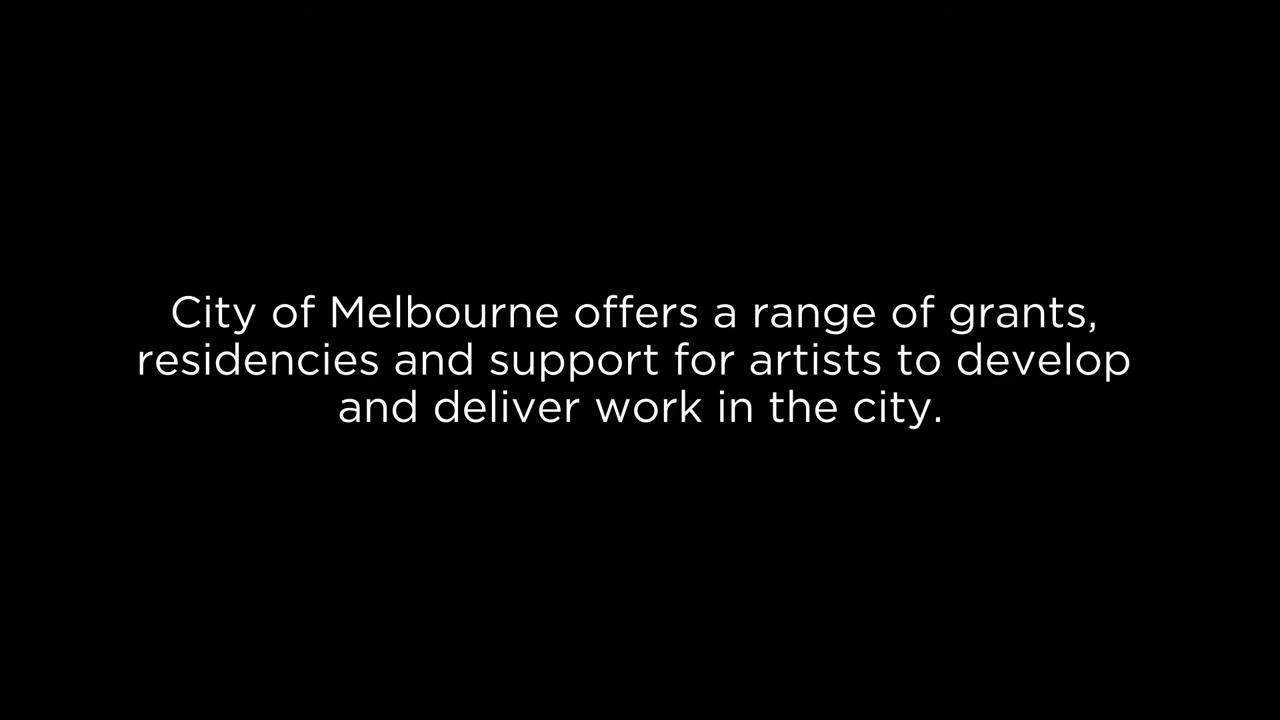 City of Melbourne offers a range of grants,
residencies and support for artists to develop
and deliver work in the city.